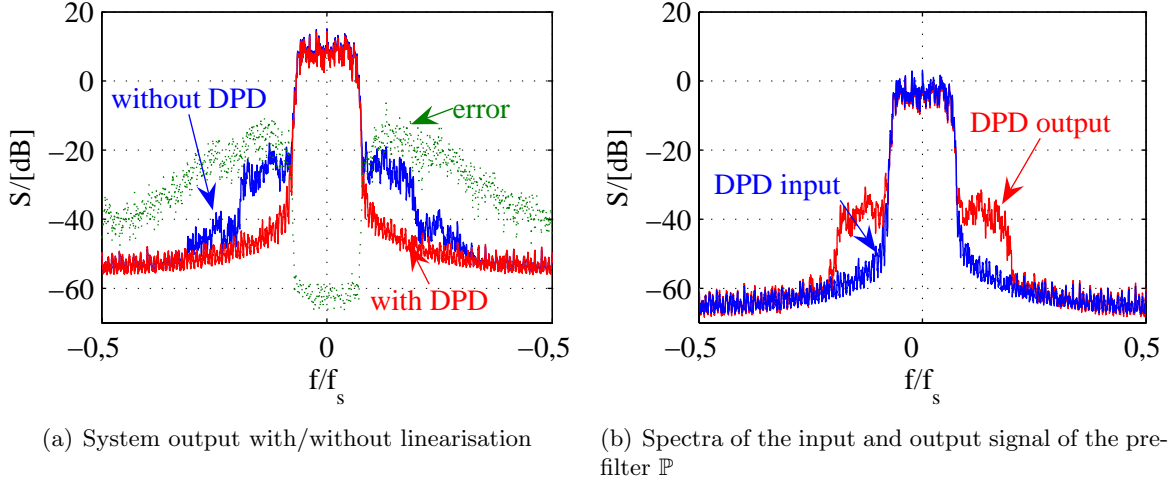 20
0
−20
−40
−60
S/[dB]
without DPD
error
with DPD
−0,5
0
−0,5
f/fs
(a) System output with/without linearisation
20
0
−20
−40
−60
S/[dB]
DPD output
DPD input
−0,5
0
0,5
f/fs
(b) Spectra of the input and output signal of the pre-
filter ℙ